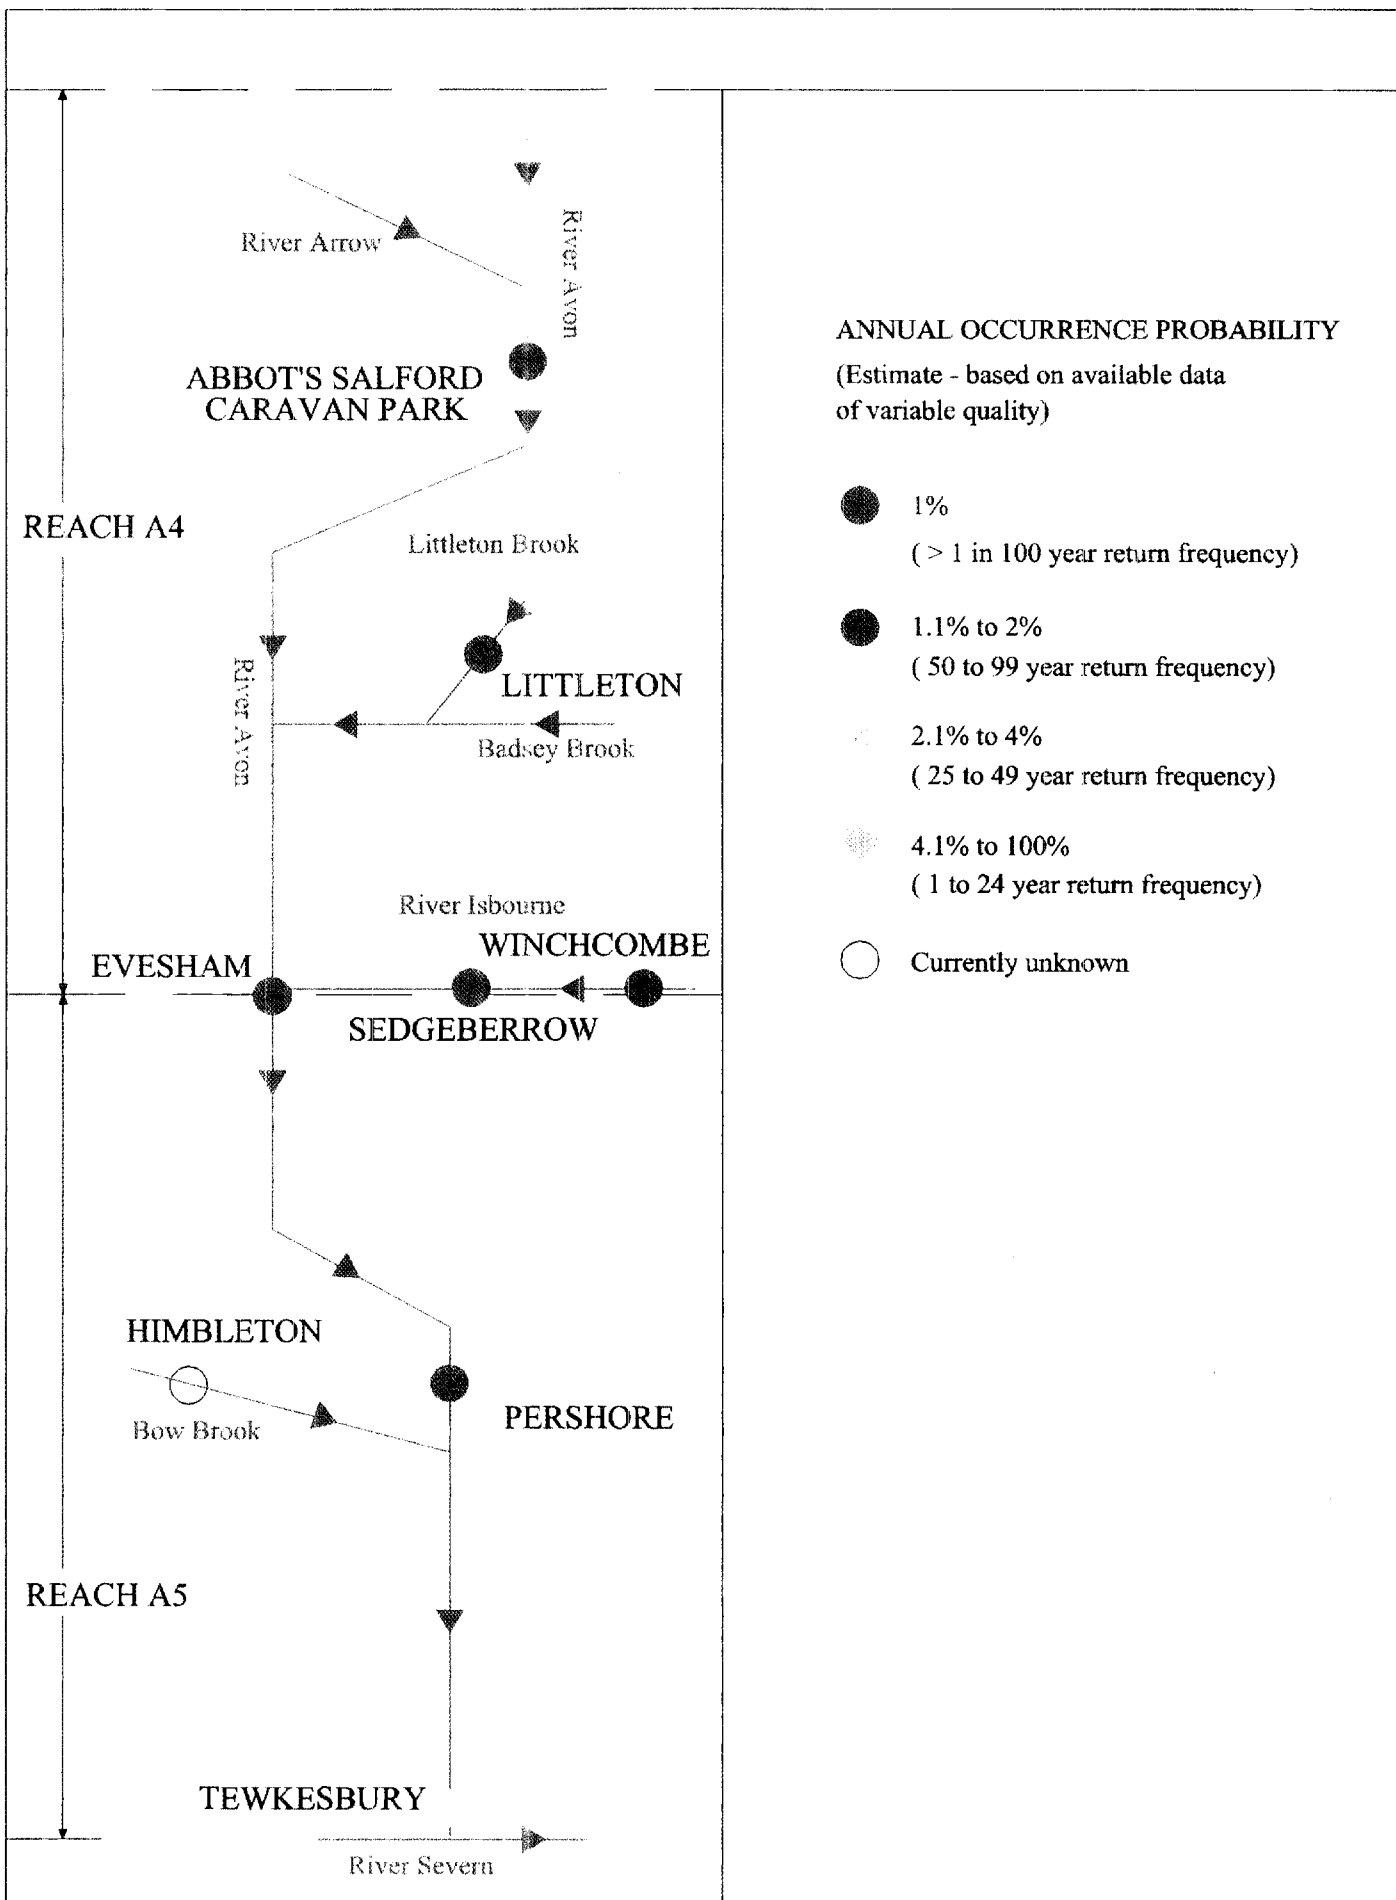 River Arrow
River Avon
ABBOT'S SALFORD
CARAVAN PARK
REACH A4
Littleton Brook
LITTLETON
River Avon
Badsey Brook
River Isbourne
WINCHCOMBE
EVESHAM
SEDGEBERROW
HIMBLETON
Bow Brook
PERSHORE
REACH A5
TEWKESBURY
River Severn
ANNUAL OCCURRENCE PROBABILITY
(Estimate - based on available data
of variable quality)
1%
( > 1 in 100 year return frequency)
1.1% to 2%
( 50 to 99 year return frequency)
2.1% to 4%
( 25 to 49 year return frequency)
4.1% to 100%
( 1 to 24 year return frequency)
Currently unknown